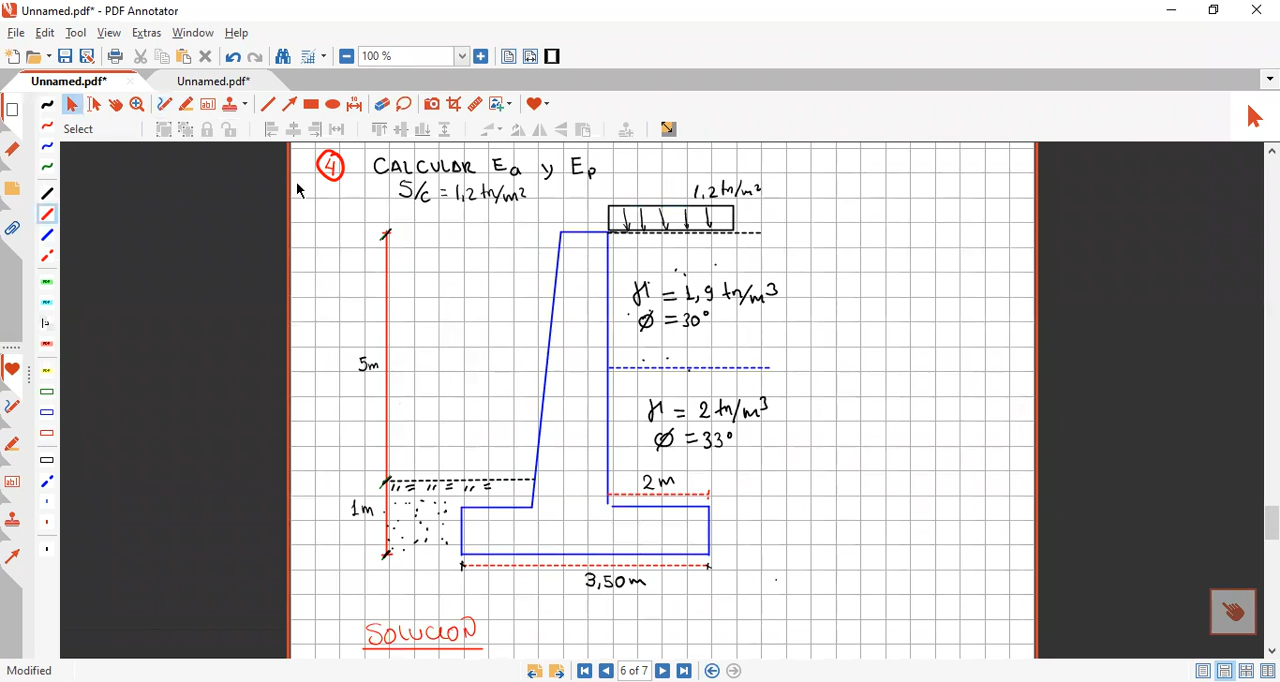 Unnamed.pdf* - PDF Annotator
File Edit Tool View Extras Window Help
100 %
Unnamed.pdf* Unnamed.pdf*
Select
4 CALCULAR Ea y Ep
S/c = 1,2 tn/m²
1,2 tn/m²
γ1 = 1,9 tn/m³
ø = 30°
5m
γ1 = 2 tn/m³
ø = 33°
2 m
1m
3,50 m
SOLUCION
Modified
6 of 7